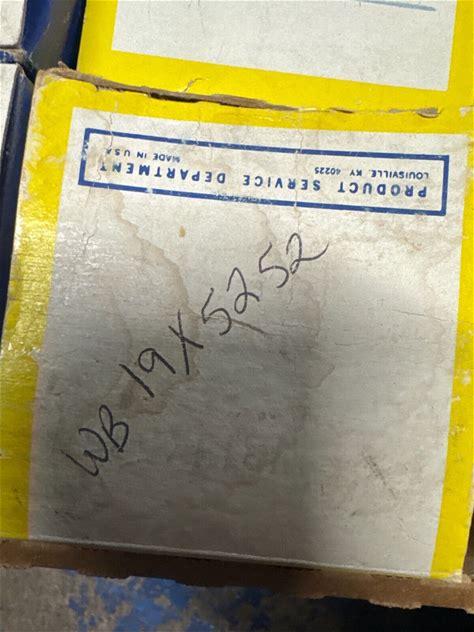 PRODUCT SERVICE DEPARTMENT
LOUISVILLE, KY 40225 MADE IN U.S.A.
WB 19X5252